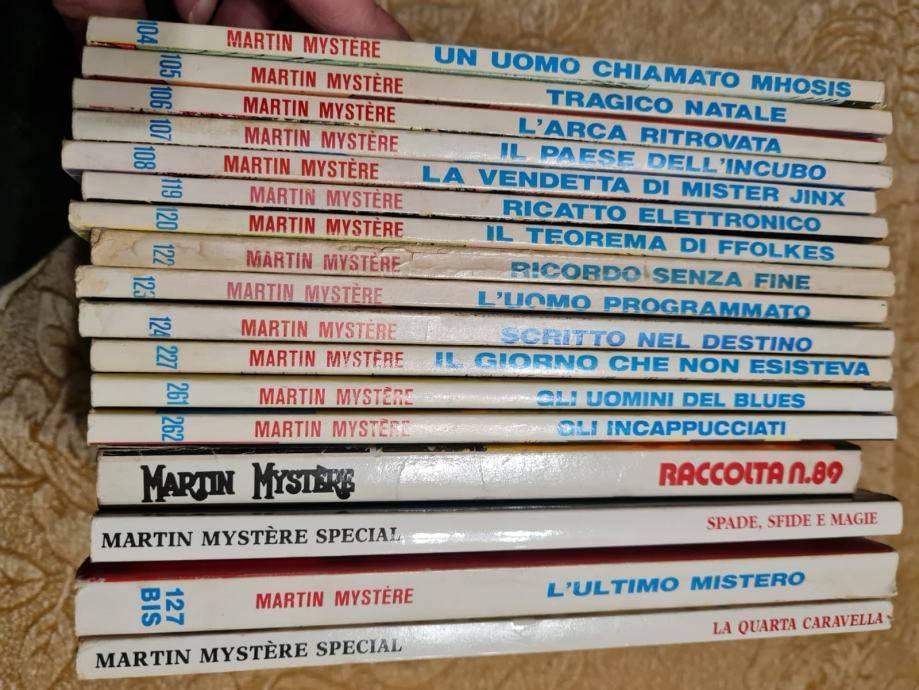 104 MARTIN MYSTÈRE UN UOMO CHIAMATO MHOSIS
105 MARTIN MYSTÈRE TRAGICO NATALE
106 MARTIN MYSTÈRE L'ARCA RITROVATA
107 MARTIN MYSTÈRE IL PAESE DELL'INCUBO
108 MARTIN MYSTÈRE LA VENDETTA DI MISTER JINX
119 MARTIN MYSTÈRE RICATTO ELETTRONICO
120 MARTIN MYSTÈRE IL TEOREMA DI FFOLKES
122 MARTIN MYSTÈRE RICORDO SENZA FINE
123 MARTIN MYSTÈRE L'UOMO PROGRAMMATO
124 MARTIN MYSTÈRE SCRITTO NEL DESTINO
227 MARTIN MYSTÈRE IL GIORNO CHE NON ESISTEVA
261 MARTIN MYSTÈRE GLI UOMINI DEL BLUES
262 MARTIN MYSTÈRE GLI INCAPPUCCIATI
MARTIN MYSTÈRE RACCOLTA N.89
MARTIN MYSTÈRE SPECIAL SPADE, SFIDE E MAGIE
127 BIS MARTIN MYSTÈRE L'ULTIMO MISTERO
MARTIN MYSTÈRE SPECIAL LA QUARTA CARAVELLA